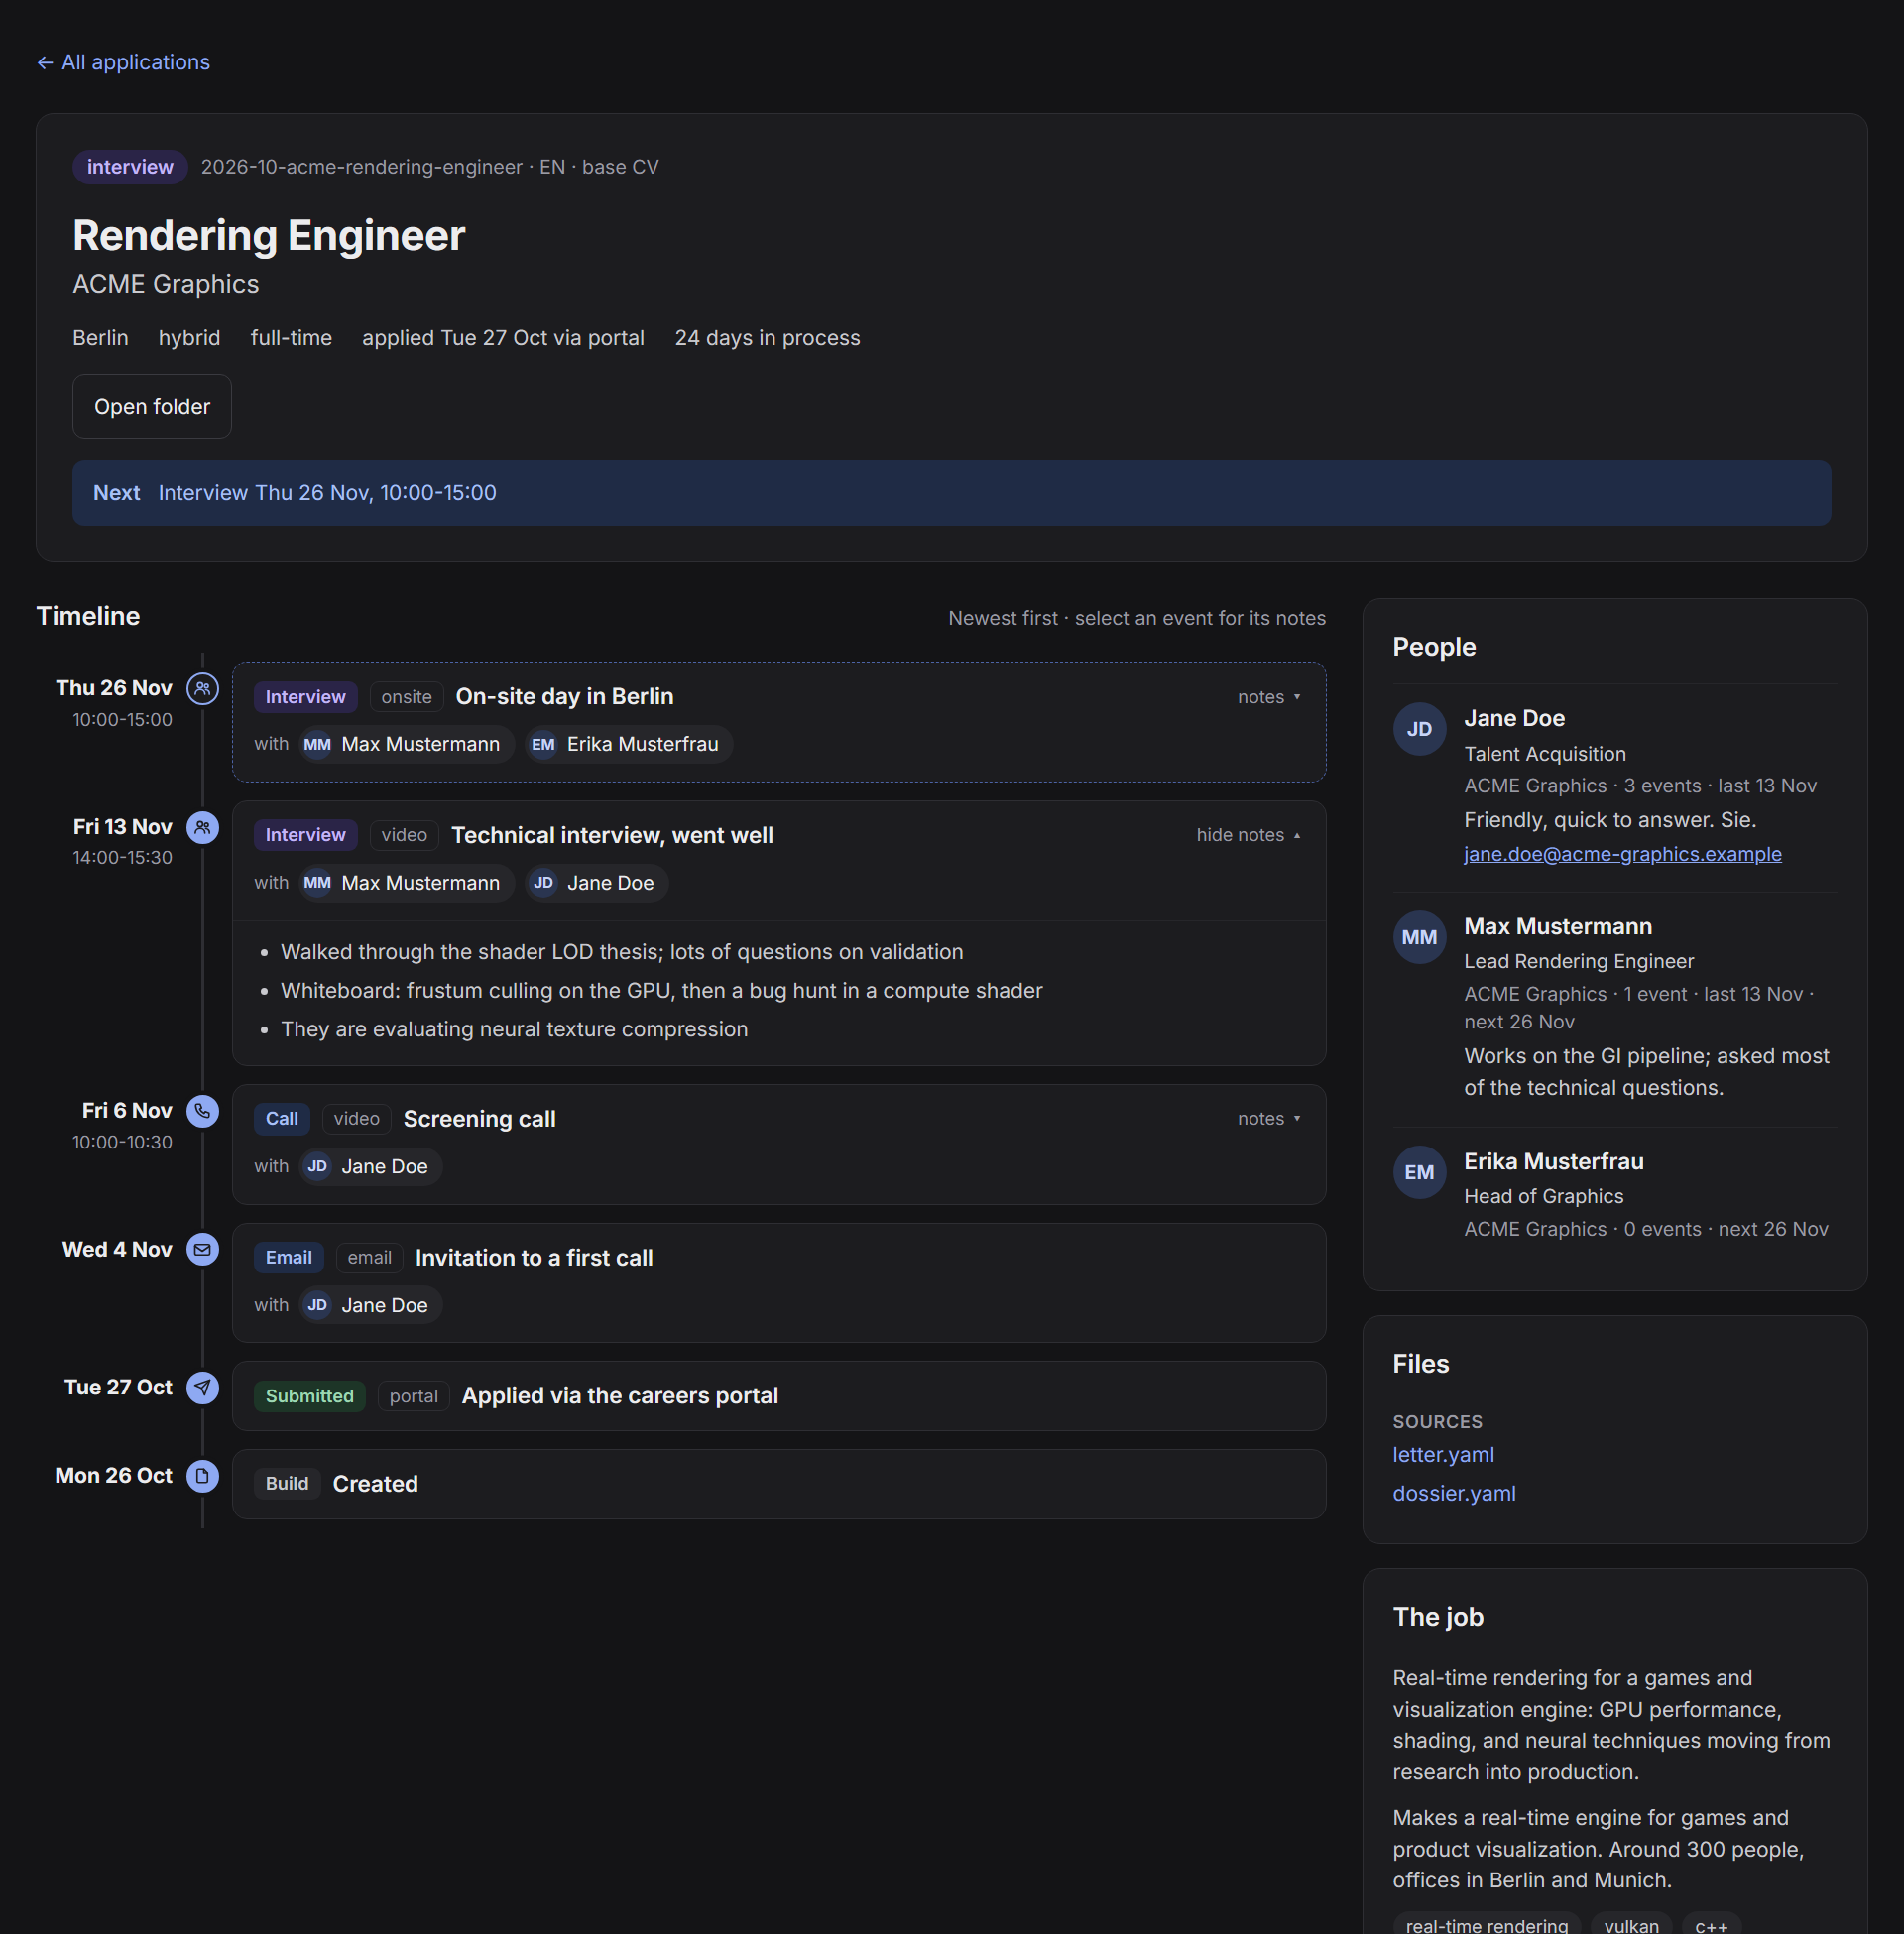 ← All applications
interview 2026-10-acme-rendering-engineer · EN · base CV
Rendering Engineer
ACME Graphics
Berlin hybrid full-time applied Tue 27 Oct via portal 24 days in process
Open folder
Next Interview Thu 26 Nov, 10:00-15:00
Timeline
Newest first · select an event for its notes
Thu 26 Nov
10:00-15:00
Interview onsite On-site day in Berlin notes ▾
with MM Max Mustermann EM Erika Musterfrau
Fri 13 Nov
14:00-15:30
Interview video Technical interview, went well hide notes ▴
with MM Max Mustermann JD Jane Doe
• Walked through the shader LOD thesis; lots of questions on validation
• Whiteboard: frustum culling on the GPU, then a bug hunt in a compute shader
• They are evaluating neural texture compression
Fri 6 Nov
10:00-10:30
Call video Screening call notes ▾
with JD Jane Doe
Wed 4 Nov
Email email Invitation to a first call
with JD Jane Doe
Tue 27 Oct
Submitted portal Applied via the careers portal
Mon 26 Oct
Build Created
People
JD Jane Doe
Talent Acquisition
ACME Graphics · 3 events · last 13 Nov
Friendly, quick to answer. Sie.
jane.doe@acme-graphics.example
MM Max Mustermann
Lead Rendering Engineer
ACME Graphics · 1 event · last 13 Nov ·
next 26 Nov
Works on the GI pipeline; asked most
of the technical questions.
EM Erika Musterfrau
Head of Graphics
ACME Graphics · 0 events · next 26 Nov
Files
SOURCES
letter.yaml
dossier.yaml
The job
Real-time rendering for a games and
visualization engine: GPU performance,
shading, and neural techniques moving from
research into production.
Makes a real-time engine for games and
product visualization. Around 300 people,
offices in Berlin and Munich.
real-time rendering vulkan c++